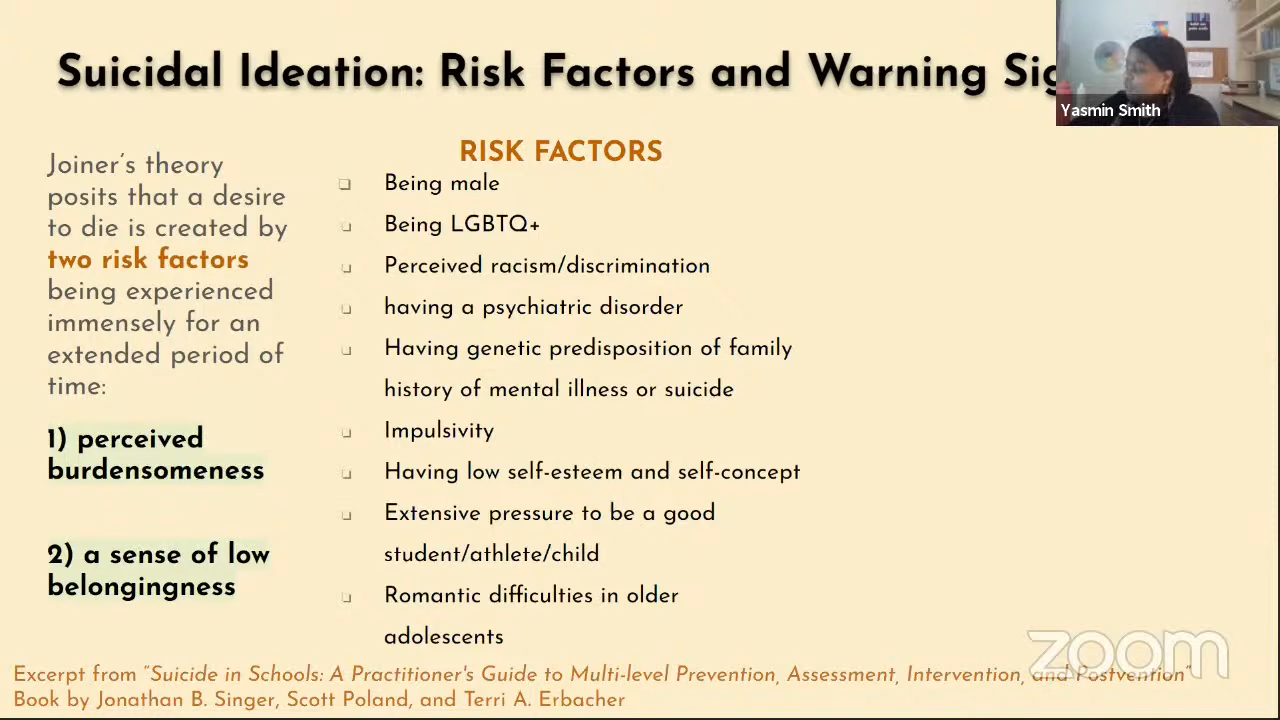 Suicidal Ideation: Risk Factors and Warning Sig
Yasmin Smith
Joiner's theory
posits that a desire
to die is created by
two risk factors
being experienced
immensely for an
extended period of
time:
1) perceived
burdensomeness
2) a sense of low
belongingness
RISK FACTORS
Being male
Being LGBTQ+
Perceived racism/discrimination
having a psychiatric disorder
Having genetic predisposition of family
history of mental illness or suicide
Impulsivity
Having low self-esteem and self-concept
Extensive pressure to be a good
student/athlete/child
Romantic difficulties in older
adolescents
zoom
Excerpt from "Suicide in Schools: A Practitioner's Guide to Multi-level Prevention, Assessment, Intervention, and Postvention"
Book by Jonathan B. Singer, Scott Poland, and Terri A. Erbacher